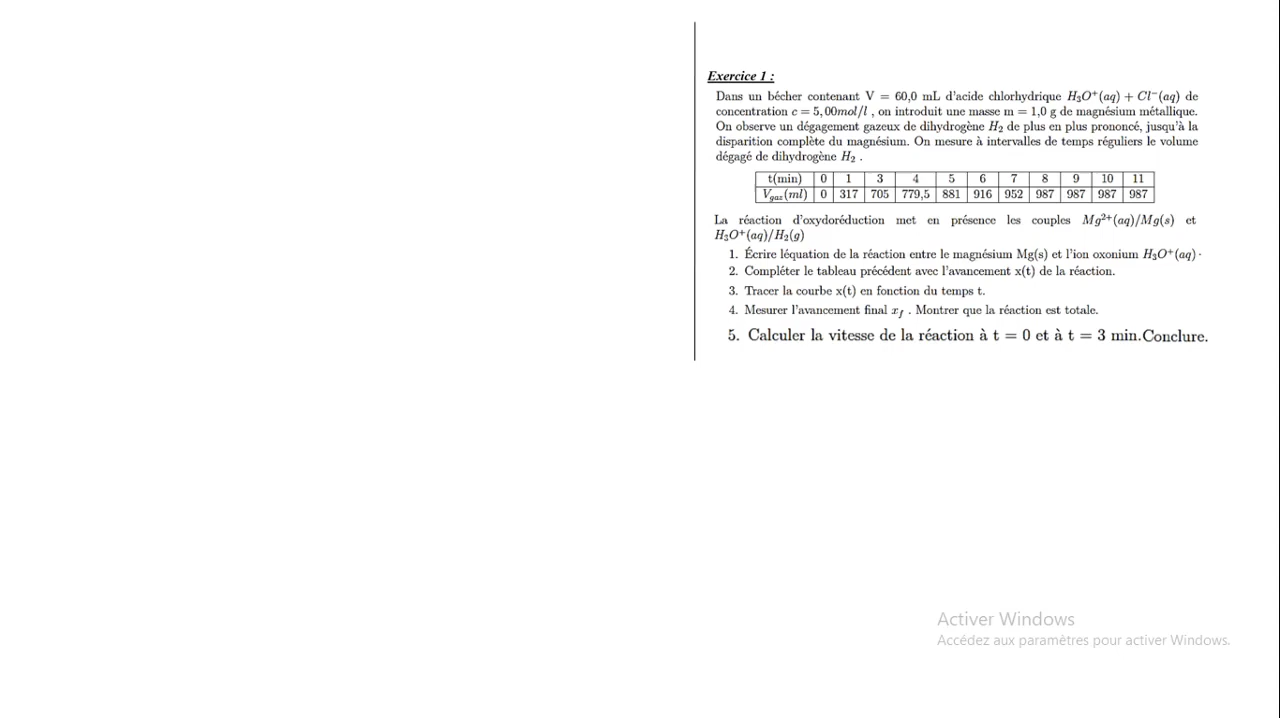 Exercice 1 :
Dans un bécher contenant V = 60,0 mL d'acide chlorhydrique H₃O⁺(aq) + Cl⁻(aq) de
concentration c = 5,00mol/l , on introduit une masse m = 1,0 g de magnésium métallique.
On observe un dégagement gazeux de dihydrogène H₂ de plus en plus prononcé, jusqu'à la
disparition complète du magnésium. On mesure à intervalles de temps réguliers le volume
dégagé de dihydrogène H₂ .
t(min) 0 1 3 4 5 6 7 8 9 10 11
V_gaz(ml) 0 317 705 779,5 881 916 952 987 987 987 987
La réaction d'oxydoréduction met en présence les couples Mg²⁺(aq)/Mg(s) et
H₃O⁺(aq)/H₂(g)
1. Écrire léquation de la réaction entre le magnésium Mg(s) et l'ion oxonium H₃O⁺(aq) ·
2. Compléter le tableau précédent avec l'avancement x(t) de la réaction.
3. Tracer la courbe x(t) en fonction du temps t.
4. Mesurer l'avancement final x_f . Montrer que la réaction est totale.
5. Calculer la vitesse de la réaction à t = 0 et à t = 3 min.Conclure.
Activer Windows
Accédez aux paramètres pour activer Windows.